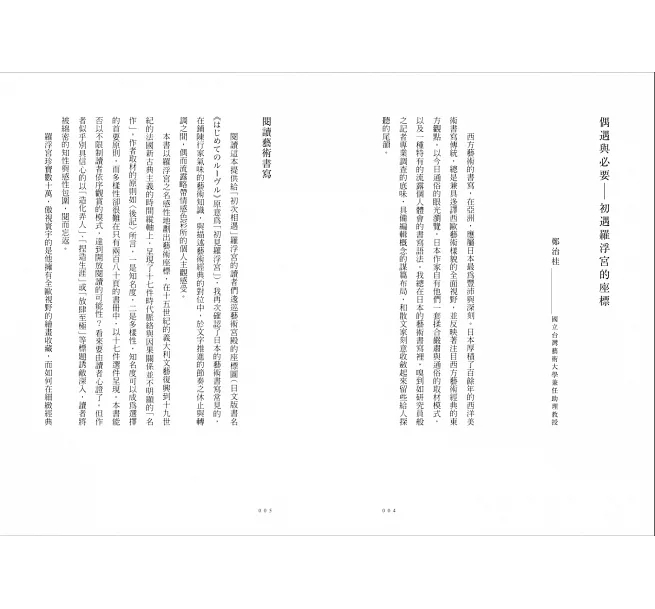 偶遇與必要——初遇羅浮宮的座標
鄭治桂
國立台灣藝術大學兼任助理教授
西方藝術的書寫,在亞洲,應屬日本最為豐沛與深刻。日本厚積了百餘年的西洋美
術書寫傳統,總是兼具迻譯西歐藝術樣貌的全面視野,並反映著注目西方藝術經典的東
方觀點。以今日通俗的眼光瀏覽,日本作家自有他們一套揉合嚴肅與通俗的取材模式,
以及一種特有的流露個人體會的書寫語法。我總在日本的藝術書寫裡,嗅到如研究員般
之記者專業調查的底味,具備編輯概念的謀篇布局,和散文家刻意收斂起來留些給人探
聽的尾韻。
004
閱讀藝術書寫
閱讀這本提供給「初次相遇」羅浮宮的讀者們逡巡藝術宮殿的座標圖(日文版書名
《はじめてのルーヴル》原意為「初見羅浮宮」),我再次確認了日本的藝術書寫常見的,
在鋪陳行家氣味的藝術知識,與描述藝術經典的對位中,於文字推進的節奏之休止與轉
調之間,偶而流露略帶情感色彩所的個人主觀感受。
本書以羅浮宮之名感性地劃出藝術座標,在十五世紀的義大利文藝復興到十九世
紀的法國新古典主義的時間縱軸上,呈現了十七件時代脈絡與因果關係並不明顯的「名
作」。作者取材的原則如〈後記〉所言,一是知名度,二是多樣性,知名度可以成為選擇
的首要原則,而多樣性卻很難在只有兩百八十頁的書冊中,以十七件選件呈現。本書能
否以不限制讀者依序觀賞的模式,達到開放閱讀的可能性?看來要由讀者心證了。但作
者似乎別具信心的以「造化弄人」、「捏造生涯」或「放肆至極」等標題誘敵深入,讀者將
被綿密的知性與感性包圍,閱而忘返。
羅浮宮珍寶數十萬,傲視寰宇的是他擁有全歐視野的繪畫收藏,而如何在細緻經典
005